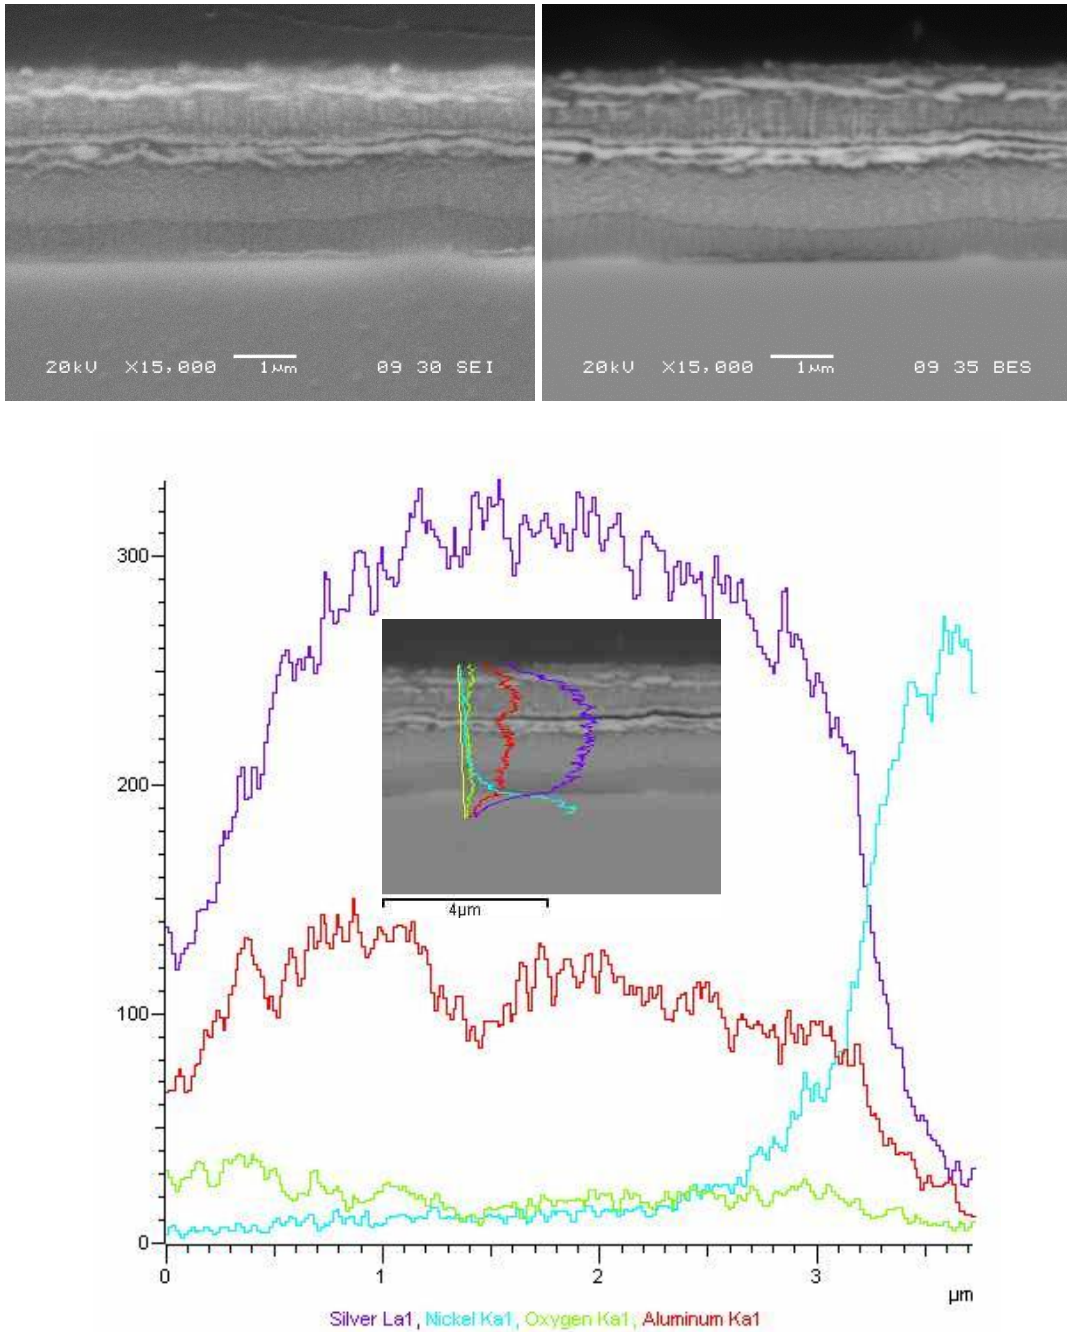 20kV X15,000 1µm 09 30 SEI
20kV X15,000 1µm 09 35 BES
300
200
100
0
4µm
0 1 2 3
µm
Silver La1, Nickel Ka1, Oxygen Ka1, Aluminum Ka1